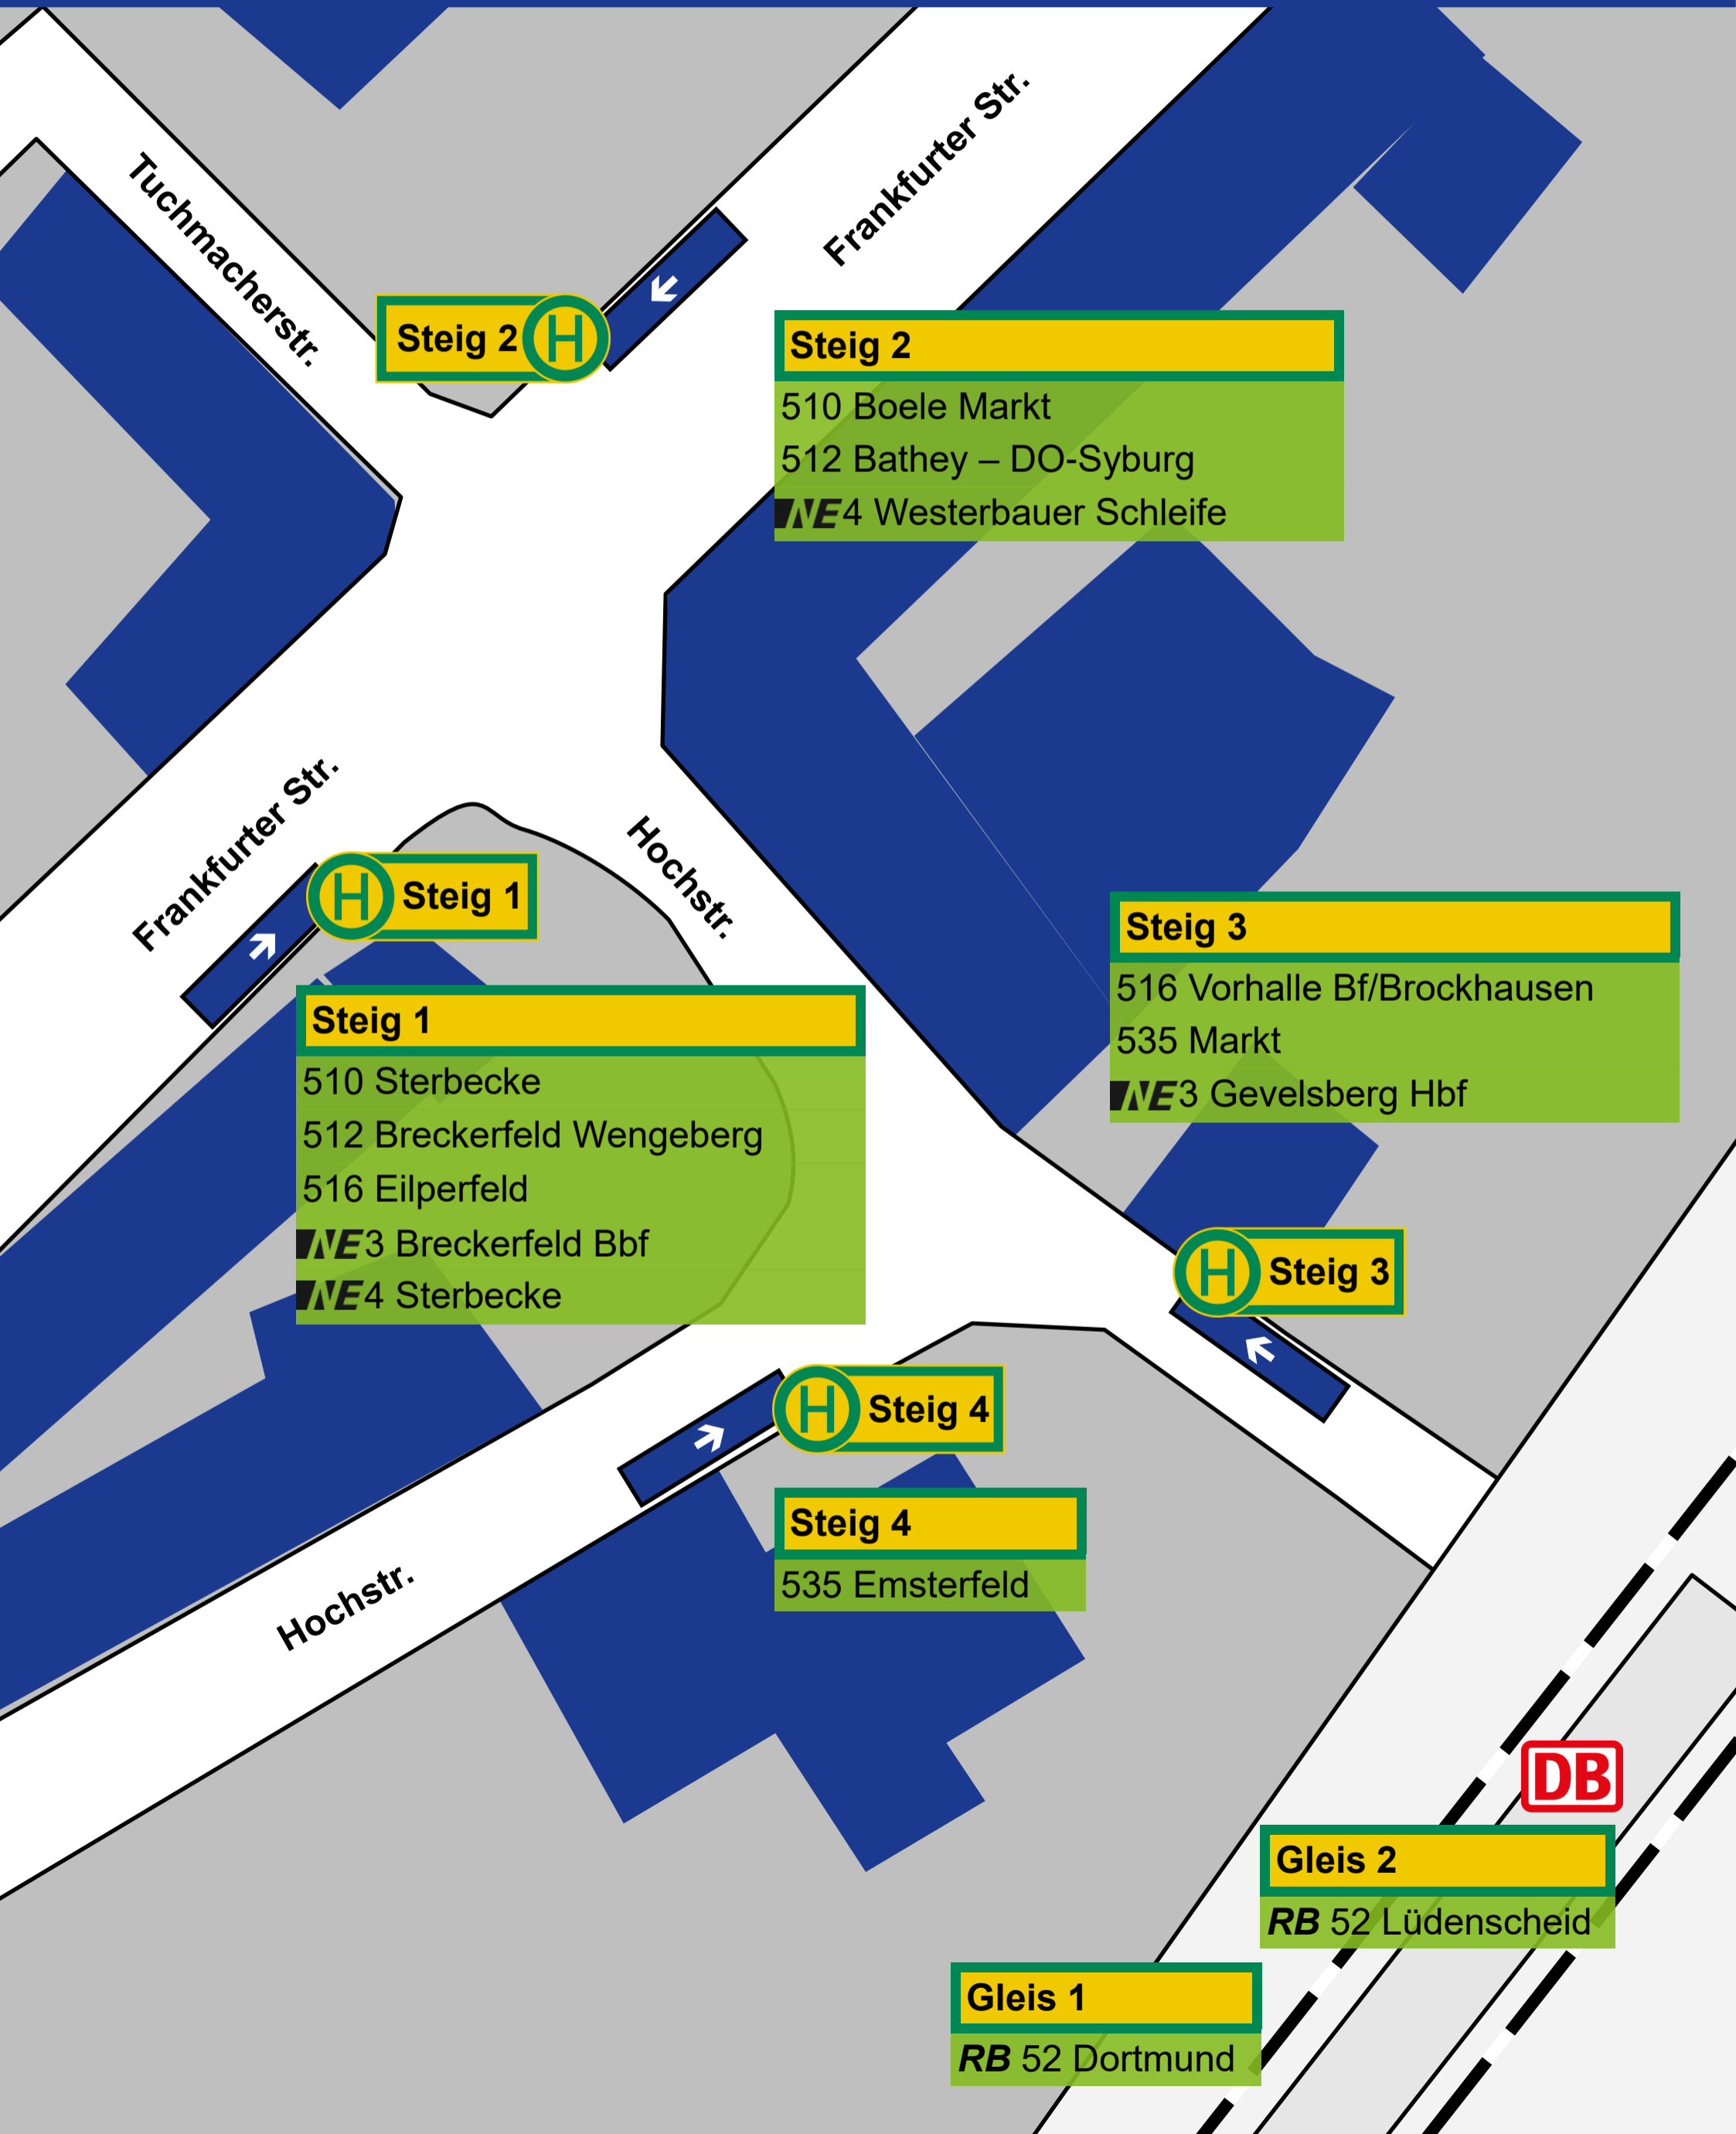 Tuchmacherstr.
Frankfurter Str.
Steig 2
H
Steig 2
510 Boele Markt
512 Bathey – DO-Syburg
NE4 Westerbauer Schleife
Frankfurter Str.
H
Steig 1
Hochstr.
Steig 1
510 Sterbecke
512 Breckerfeld Wengeberg
516 Eilperfeld
NE3 Breckerfeld Bbf
NE4 Sterbecke
Steig 3
516 Vorhalle Bf/Brockhausen
535 Markt
NE3 Gevelsberg Hbf
H
Steig 3
H
Steig 4
Steig 4
535 Emsterfeld
Hochstr.
DB
Gleis 2
RB 52 Lüdenscheid
Gleis 1
RB 52 Dortmund